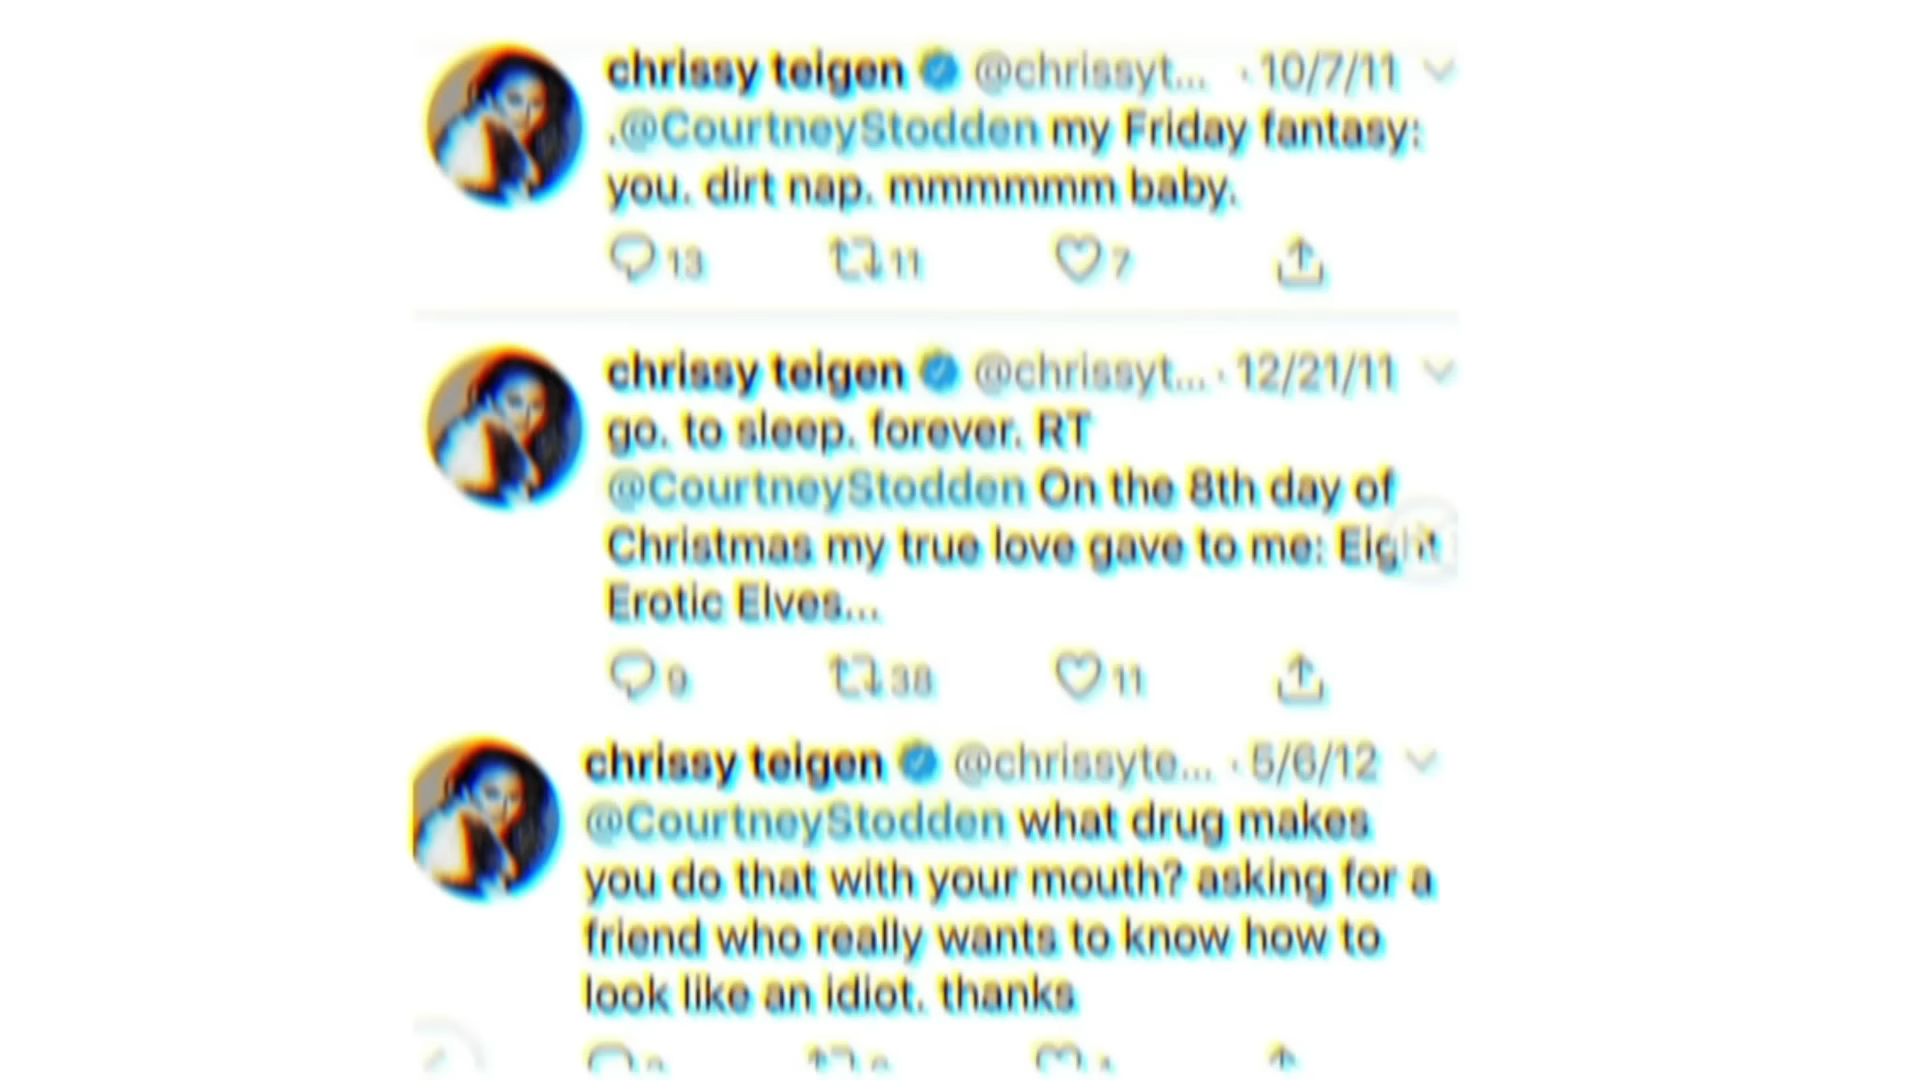 chrissy teigen @chrissyt... · 10/7/11
.@CourtneyStodden my Friday fantasy:
you. dirt nap. mmmmmm baby.
13 11 7
chrissy teigen @chrissyt... · 12/21/11
go. to sleep. forever. RT
@CourtneyStodden On the 8th day of
Christmas my true love gave to me: Eight
Erotic Elves...
9 38 11
chrissy teigen @chrissyte... · 5/6/12
@CourtneyStodden what drug makes
you do that with your mouth? asking for a
friend who really wants to know how to
look like an idiot. thanks